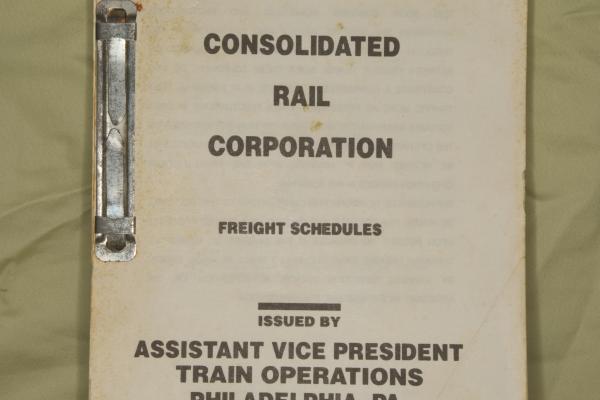 CONSOLIDATED
RAIL
CORPORATION
FREIGHT SCHEDULES
ISSUED BY
ASSISTANT VICE PRESIDENT
TRAIN OPERATIONS
PHILADELPHIA, PA.